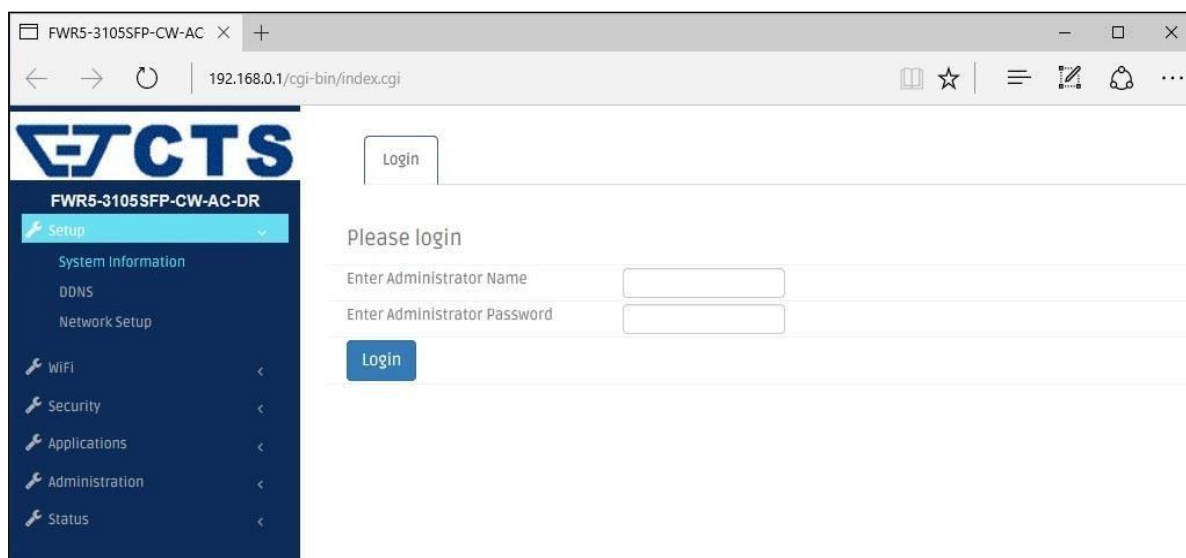 FWR5-3105SFP-CW-AC
192.168.0.1/cgi-bin/index.cgi
CTS
FWR5-3105SFP-CW-AC-DR
Setup
System Information
DDNS
Network Setup
WiFi
Security
Applications
Administration
Status
Login
Please login
Enter Administrator Name
Enter Administrator Password
Login